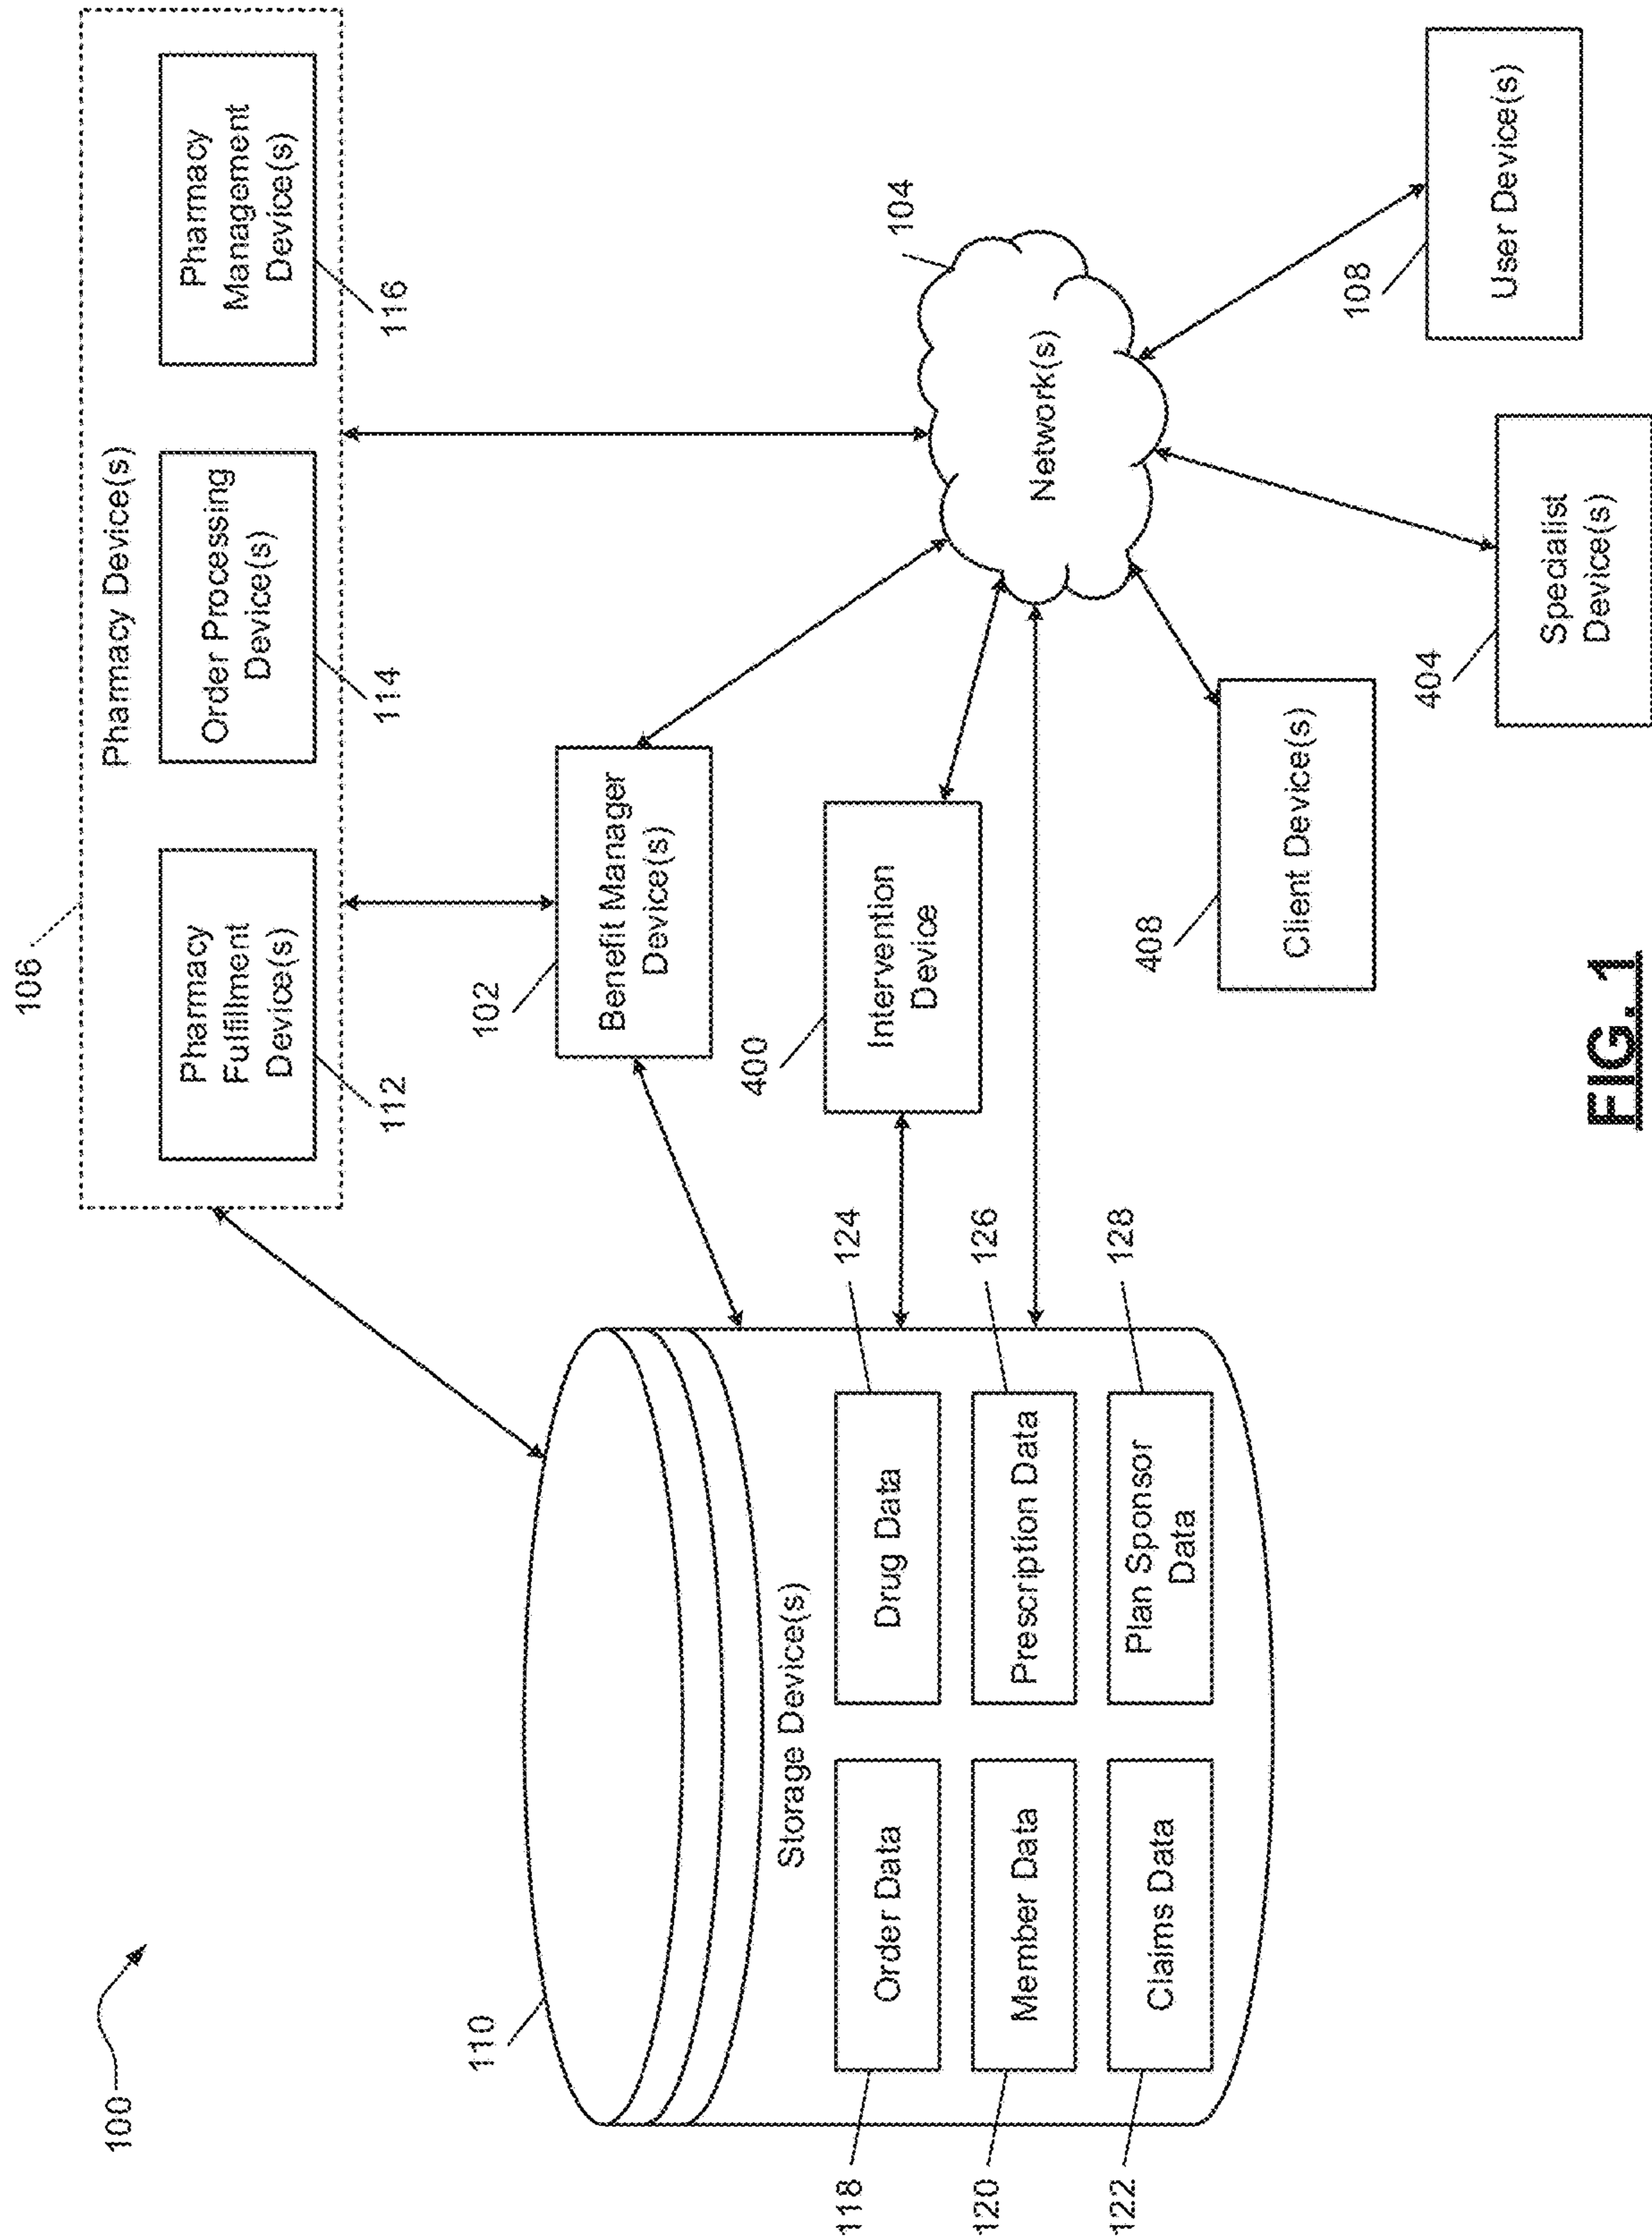 100
106
Pharmacy Device(s)
Pharmacy
Fulfillment
Device(s)
112
Order Processing
Device(s)
114
Pharmacy
Management
Device(s)
116
110
Storage Device(s)
Order Data
118
Drug Data
124
Member Data
120
Prescription Data
126
Claims Data
122
Plan Sponsor
Data
128
102
Benefit Manager
Device(s)
400
Intervention
Device
Network(s)
104
408
Client Device(s)
404
Specialist
Device(s)
108
User Device(s)
FIG. 1